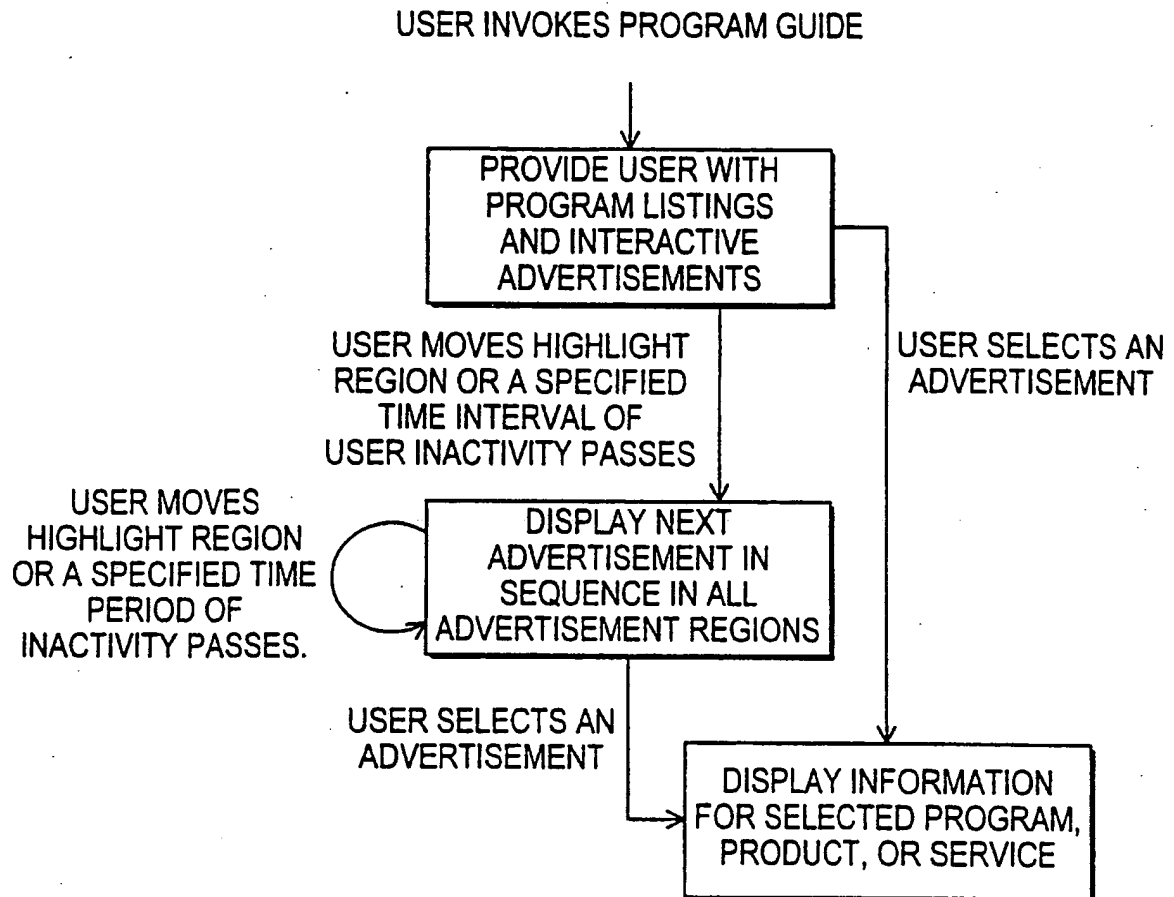 USER INVOKES PROGRAM GUIDE
PROVIDE USER WITH
PROGRAM LISTINGS
AND INTERACTIVE
ADVERTISEMENTS
USER MOVES HIGHLIGHT
REGION OR A SPECIFIED
TIME INTERVAL OF
USER INACTIVITY PASSES
USER SELECTS AN
ADVERTISEMENT
USER MOVES
HIGHLIGHT REGION
OR A SPECIFIED TIME
PERIOD OF
INACTIVITY PASSES.
DISPLAY NEXT
ADVERTISEMENT IN
SEQUENCE IN ALL
ADVERTISEMENT REGIONS
USER SELECTS AN
ADVERTISEMENT
DISPLAY INFORMATION
FOR SELECTED PROGRAM,
PRODUCT, OR SERVICE